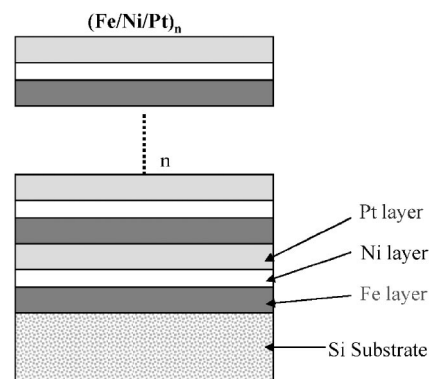 (Fe/Ni/Pt)n
n
Pt layer
Ni layer
Fe layer
Si Substrate